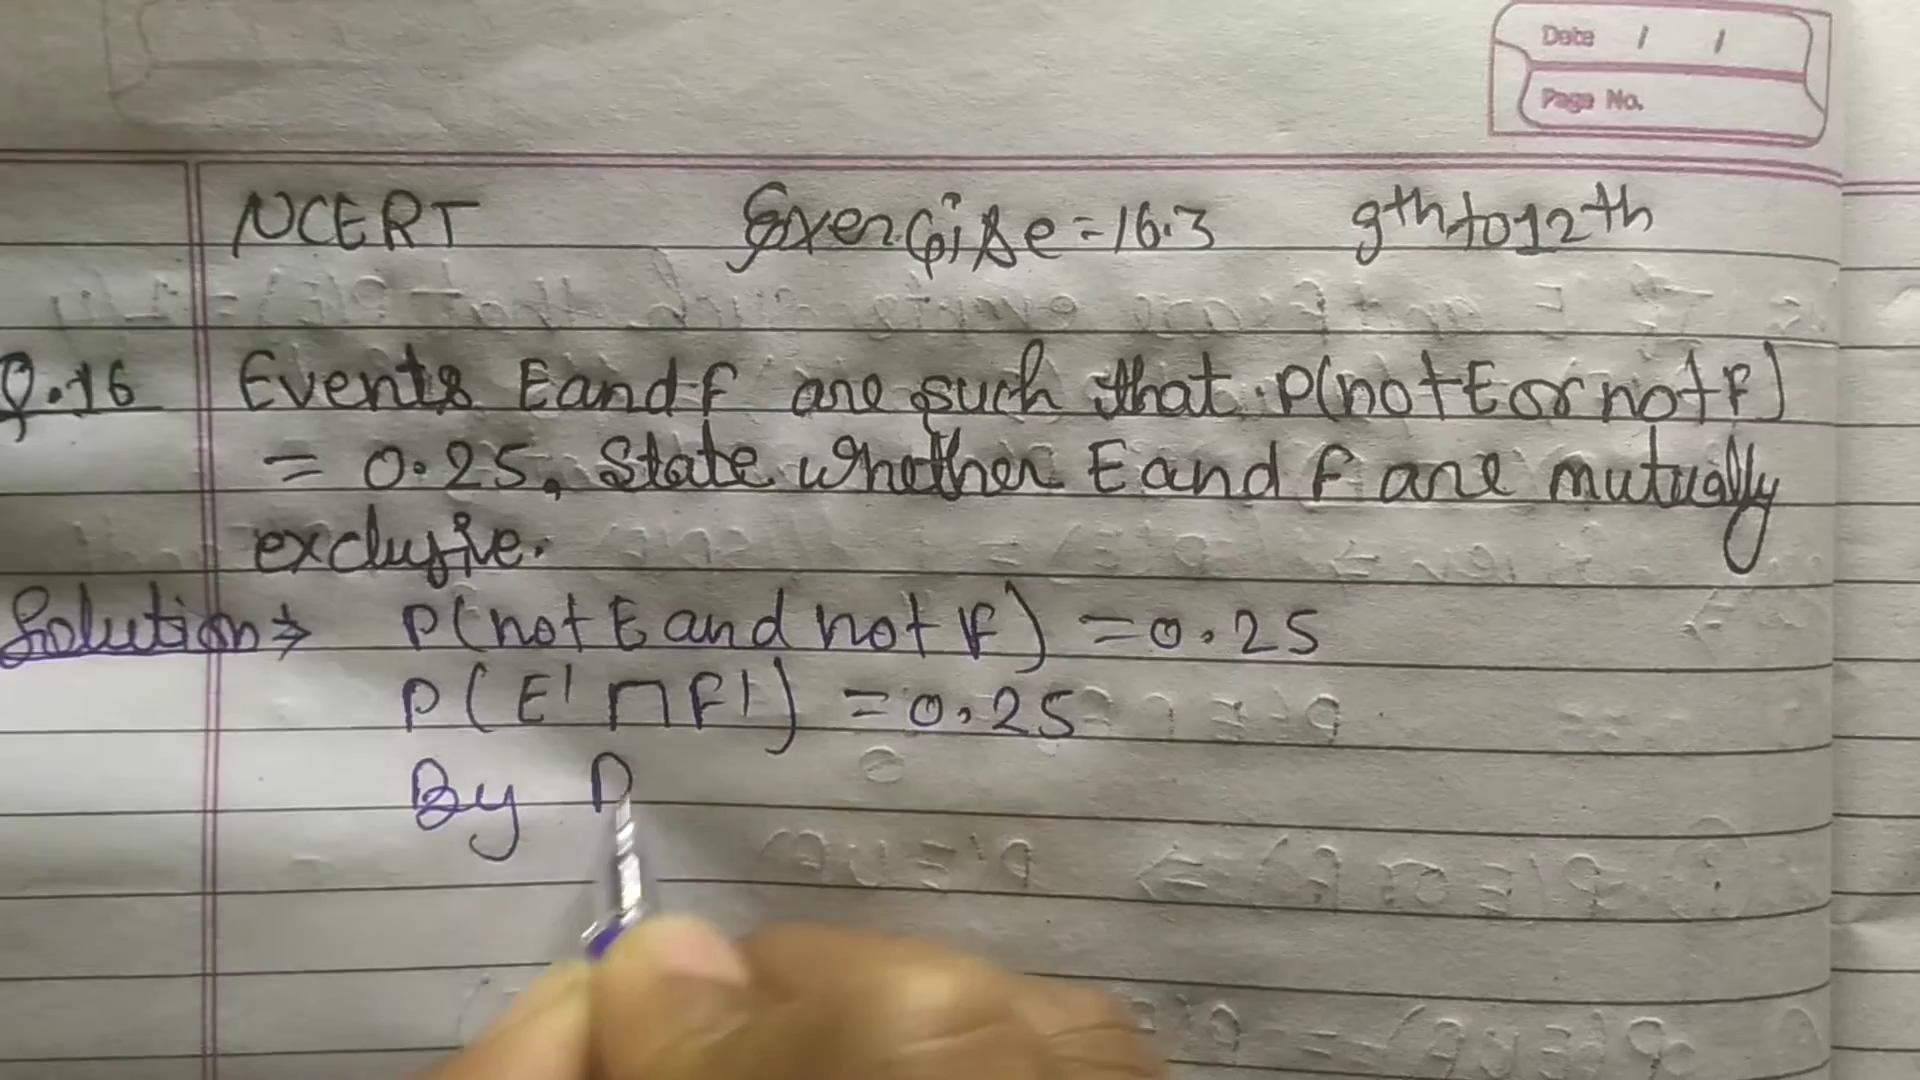 Date / /
Page No.
NCERT Exercise = 16.3 9th to 12th
Q.16 Events E and F are such that P(not E or not F)
= 0.25, State whether E and F are mutually
exclusive.
Solution ⇒ P(not E and not F) = 0.25
P(E' ∩ F') = 0.25
By D